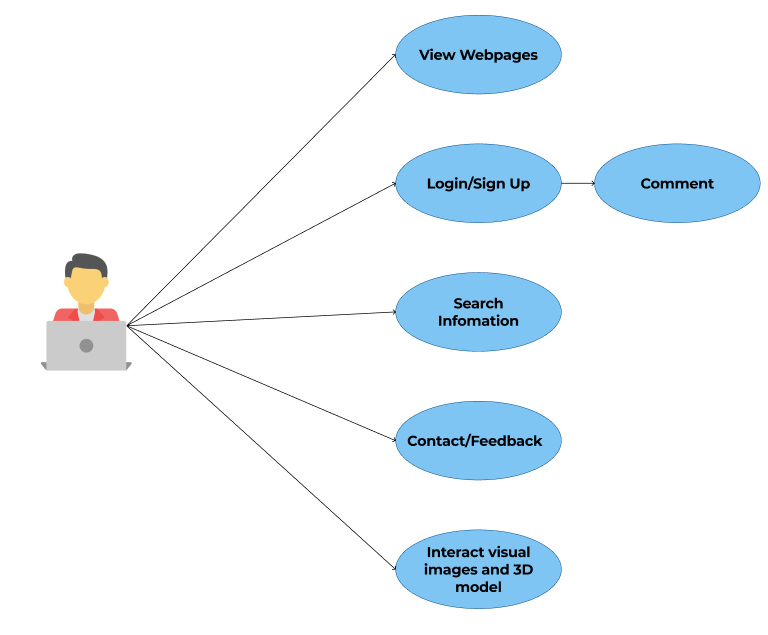 View Webpages
Login/Sign Up
Comment
Search
Infomation
Contact/Feedback
Interact visual
images and 3D
model